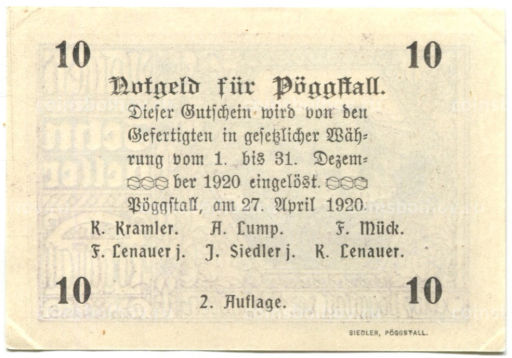 10 10
Notgeld für Pöggstall.
Dieser Gutschein wird von den
Gefertigten in gesetzlicher Wäh-
rung vom 1. bis 31. Dezem-
ber 1920 eingelöst.
Pöggstall, am 27. April 1920.
K. Kramler. A. Lump. F. Mück.
F. Lenauer j. J. Siedler j. K. Lenauer.
10 10
2. Auflage.
SIEDLER, PÖGGSTALL.